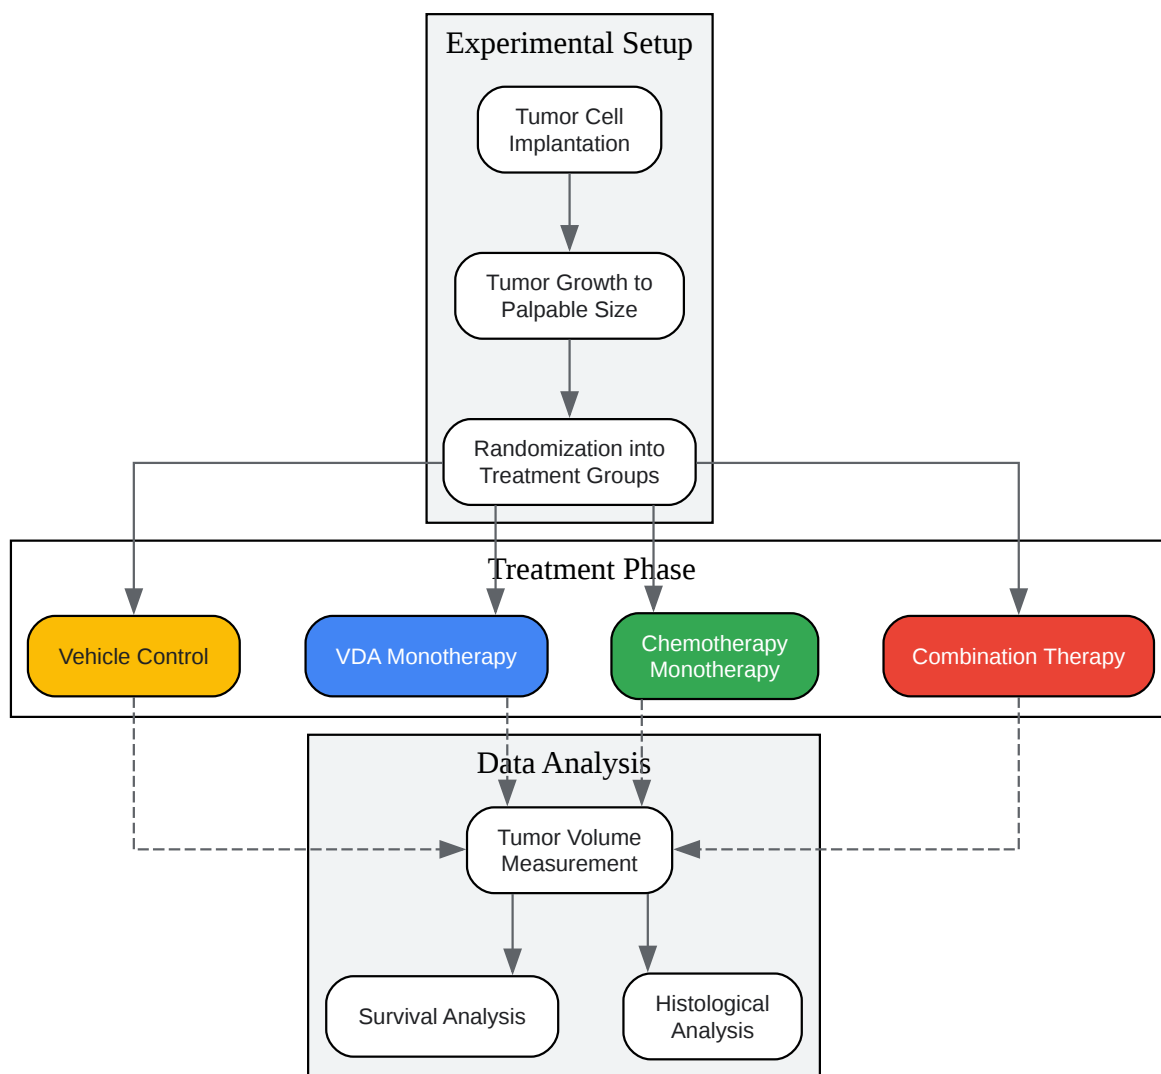 Experimental Setup
Tumor Cell
Implantation
Tumor Growth to
Palpable Size
Randomization into
Treatment Groups
Treatment Phase
Vehicle Control
VDA Monotherapy
Chemotherapy
Monotherapy
Combination Therapy
Data Analysis
Tumor Volume
Measurement
Survival Analysis
Histological
Analysis